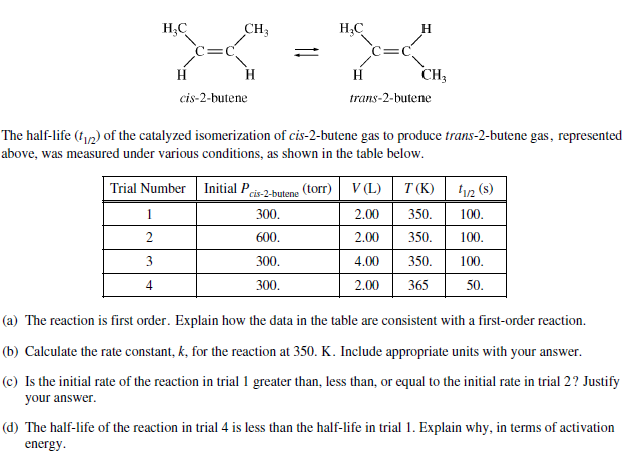 H₃C CH₃ H₃C H
C=C ⇌ C=C
H H H CH₃
cis-2-butene trans-2-butene
The half-life (t₁/₂) of the catalyzed isomerization of cis-2-butene gas to produce trans-2-butene gas, represented
above, was measured under various conditions, as shown in the table below.
Trial Number Initial P cis-2-butene (torr) V (L) T (K) t₁/₂ (s)
1 300. 2.00 350. 100.
2 600. 2.00 350. 100.
3 300. 4.00 350. 100.
4 300. 2.00 365 50.
(a) The reaction is first order. Explain how the data in the table are consistent with a first-order reaction.
(b) Calculate the rate constant, k, for the reaction at 350. K. Include appropriate units with your answer.
(c) Is the initial rate of the reaction in trial 1 greater than, less than, or equal to the initial rate in trial 2? Justify
your answer.
(d) The half-life of the reaction in trial 4 is less than the half-life in trial 1. Explain why, in terms of activation
energy.